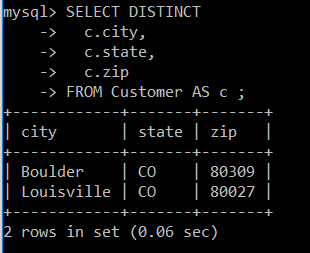 mysql> SELECT DISTINCT
    ->   c.city,
    ->   c.state,
    ->   c.zip
    -> FROM Customer AS c ;
+------------+-------+-------+
| city       | state | zip   |
+------------+-------+-------+
| Boulder    | CO    | 80309 |
| Louisville | CO    | 80027 |
+------------+-------+-------+
2 rows in set (0.06 sec)